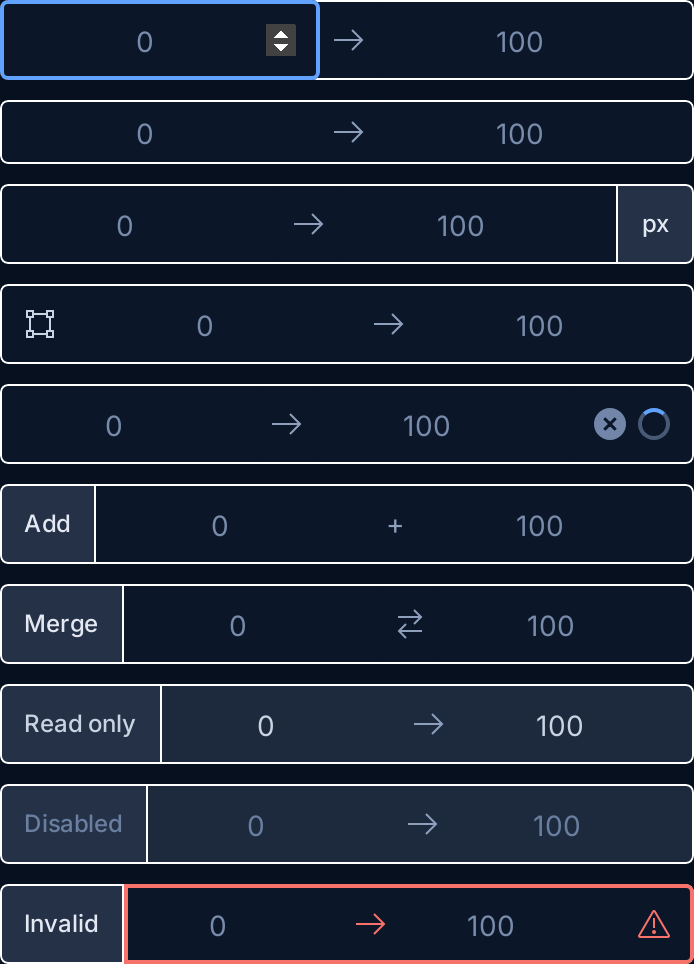 0 → 100
0 → 100
0 → 100 px
0 → 100
0 → 100
Add 0 + 100
Merge 0 ⇄ 100
Read only 0 → 100
Disabled 0 → 100
Invalid 0 → 100